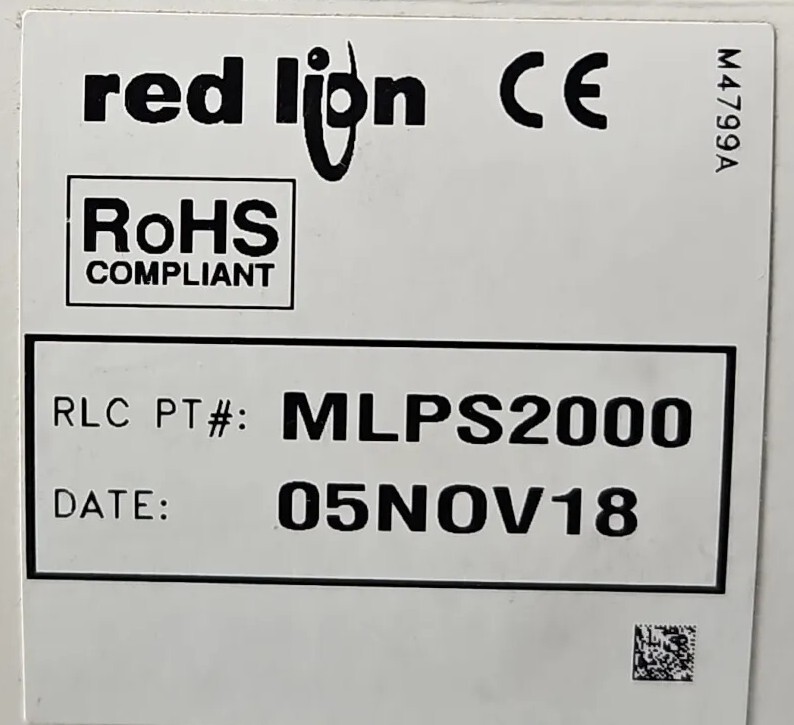 red lion CE
M4799A
RoHS
COMPLIANT
RLC PT#: MLPS2000
DATE: 05NOV18